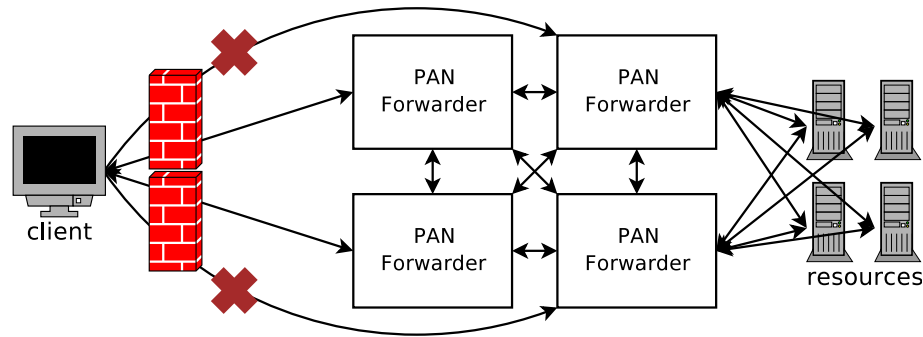 PAN
Forwarder
PAN
Forwarder
client
PAN
Forwarder
PAN
Forwarder
resources